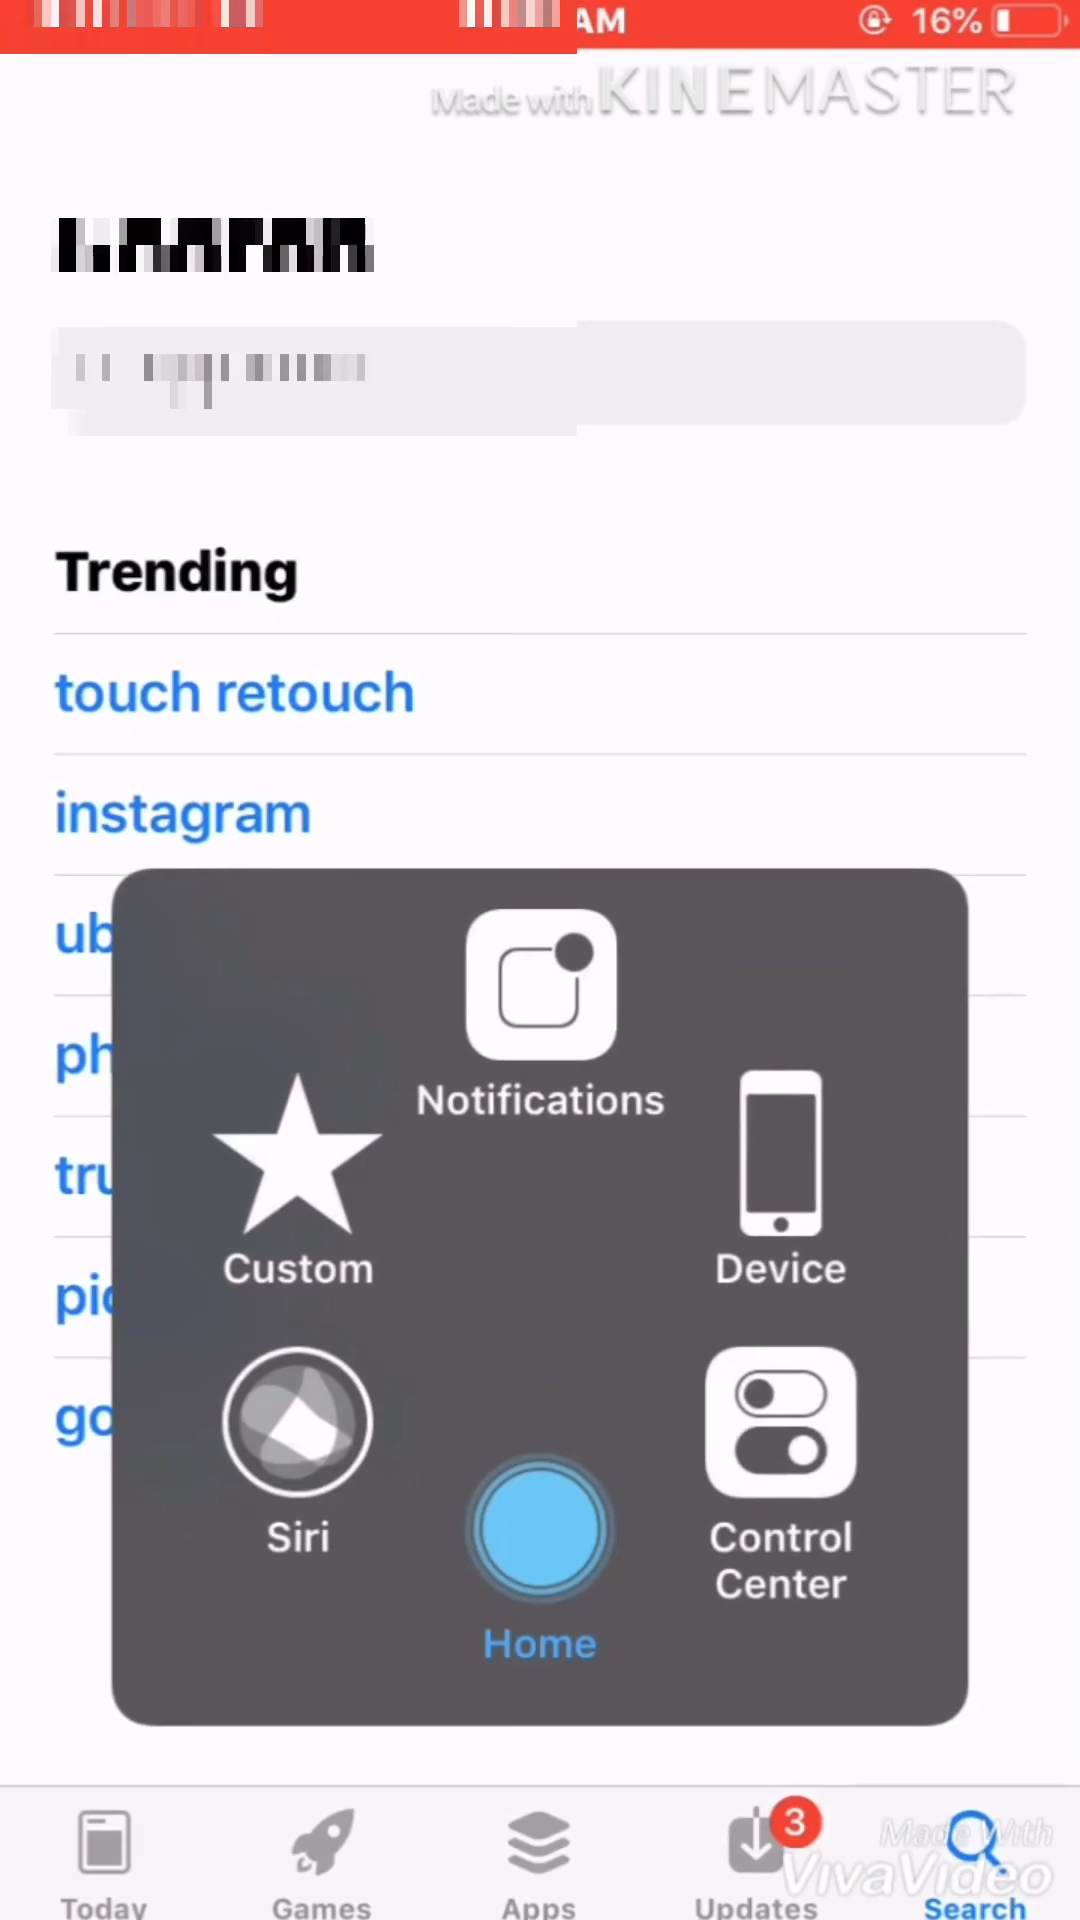 AM 16%
Made with KINEMASTER
Trending
touch retouch
instagram
ub
ph
tru
pic
go
Notifications
Custom
Device
Siri
Control
Center
Home
3
Made With
VivaVideo
Today Games Apps Updates Search